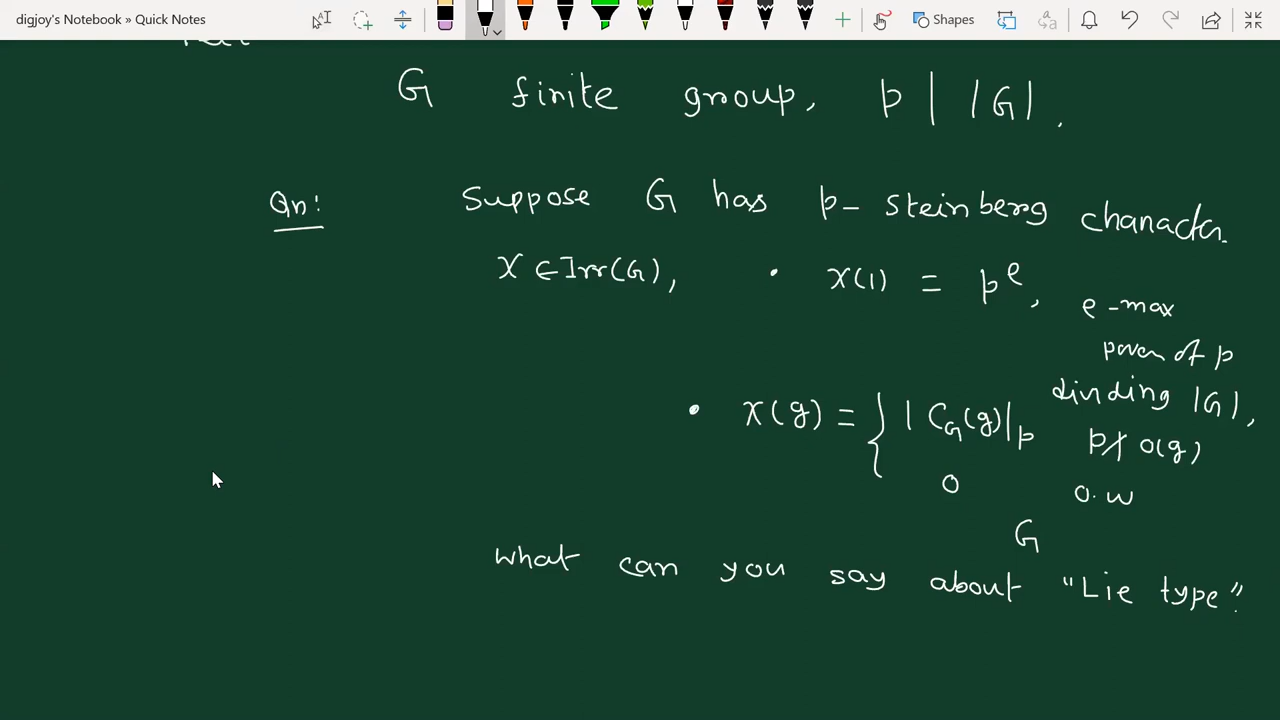 digjoy's Notebook » Quick Notes
Shapes
G finite group, p | |G|.
Qn: Suppose G has p- Steinberg character.
χ ∈ Irr(G), • χ(1) = p^e, e -max
power of p
dividing |G|,
• χ(g) = { |C_G(g)|_p p∤ o(g)
0 o.w
G
what can you say about "Lie type".